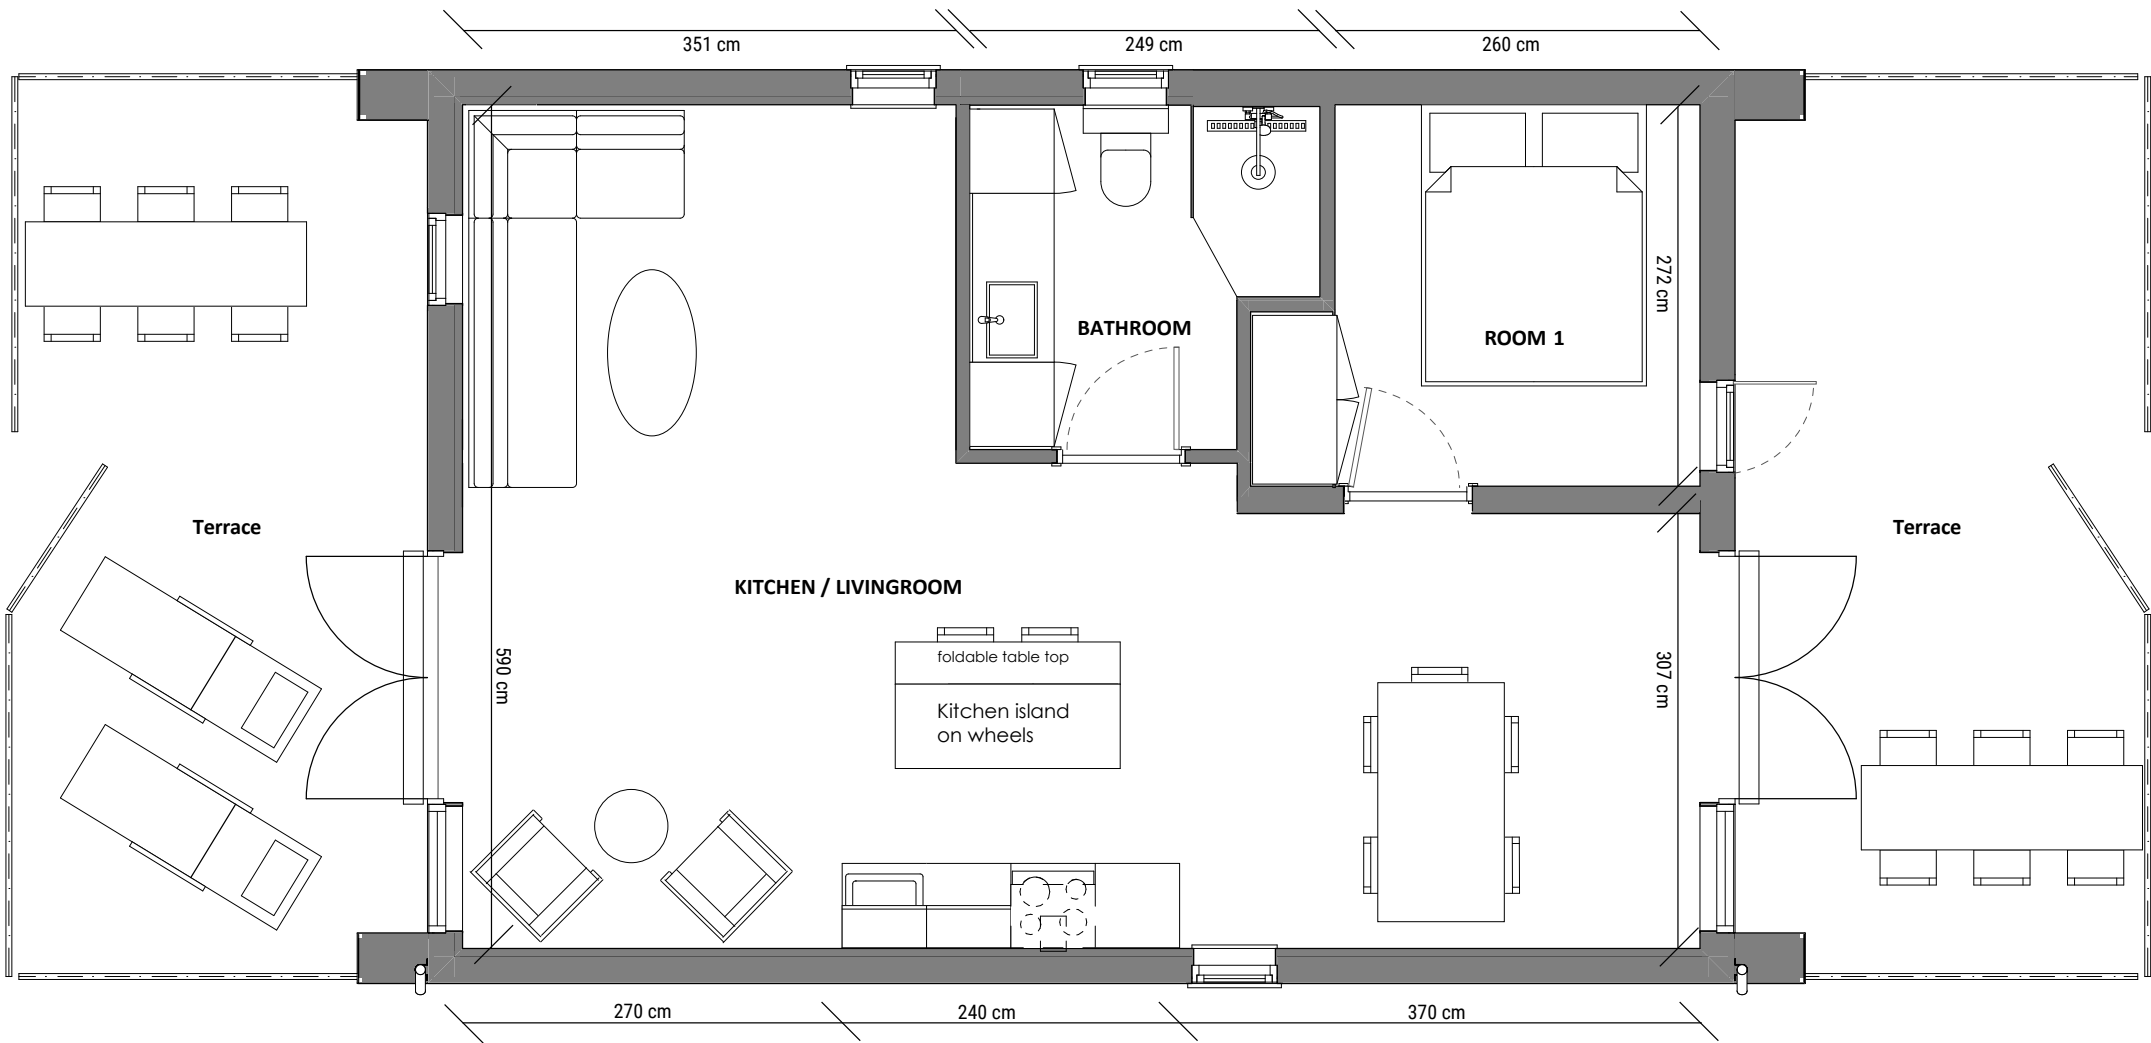 351 cm
249 cm
260 cm
272 cm
BATHROOM
ROOM 1
Terrace
Terrace
KITCHEN / LIVINGROOM
590 cm
foldable table top
307 cm
Kitchen island
on wheels
270 cm
240 cm
370 cm